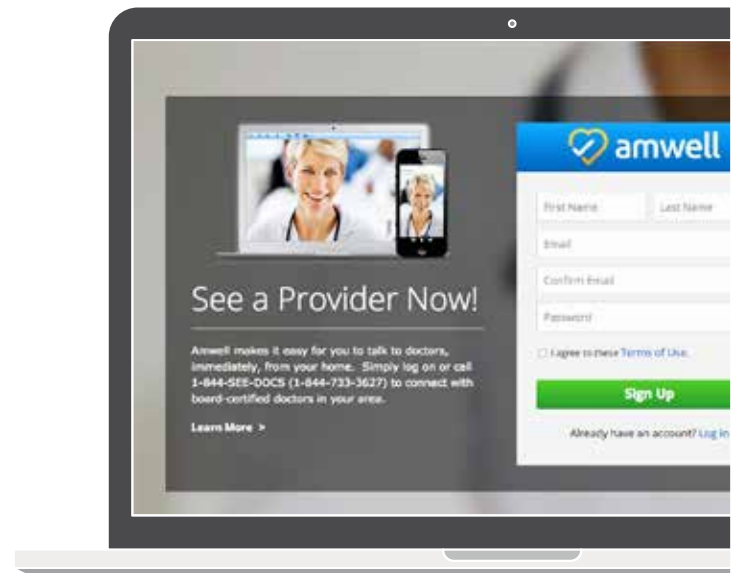 amwell
First Name Last Name
Email
Confirm Email
Password
I agree to these Terms of Use.
Sign Up
Already have an account? Log in
See a Provider Now!
Amwell makes it easy for you to talk to doctors,
immediately, from your home. Simply log on or call
1-844-SEE-DOCS (1-844-733-3627) to connect with
board-certified doctors in your area.
Learn More >